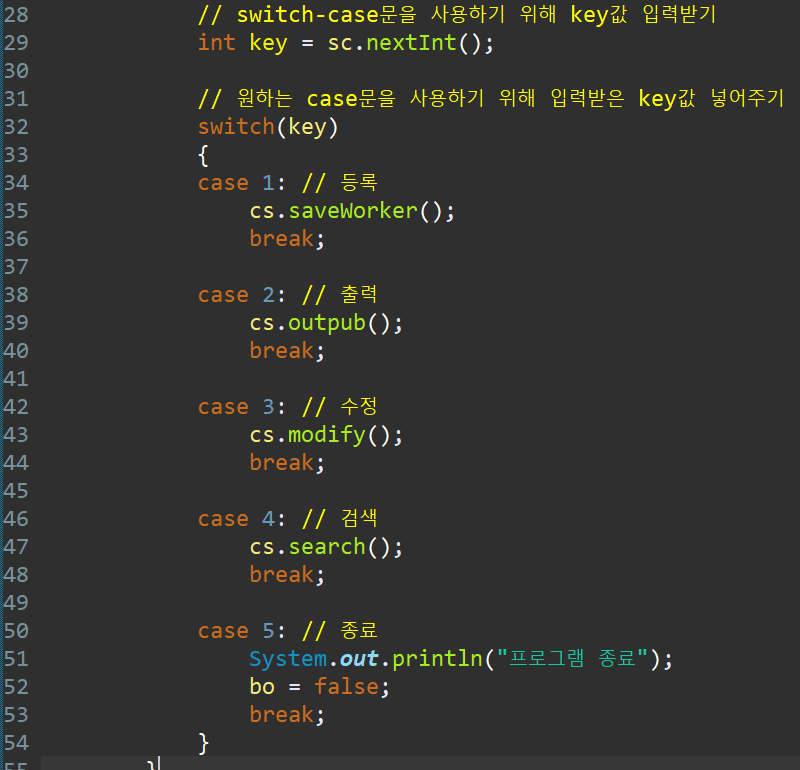 28 // switch-case문을 사용하기 위해 key값 입력받기
29 int key = sc.nextInt();
30
31 // 원하는 case문을 사용하기 위해 입력받은 key값 넣어주기
32 switch(key)
33 {
34 case 1: // 등록
35 cs.saveWorker();
36 break;
37
38 case 2: // 출력
39 cs.outpub();
40 break;
41
42 case 3: // 수정
43 cs.modify();
44 break;
45
46 case 4: // 검색
47 cs.search();
48 break;
49
50 case 5: // 종료
51 System.out.println("프로그램 종료");
52 bo = false;
53 break;
54 }
55 }